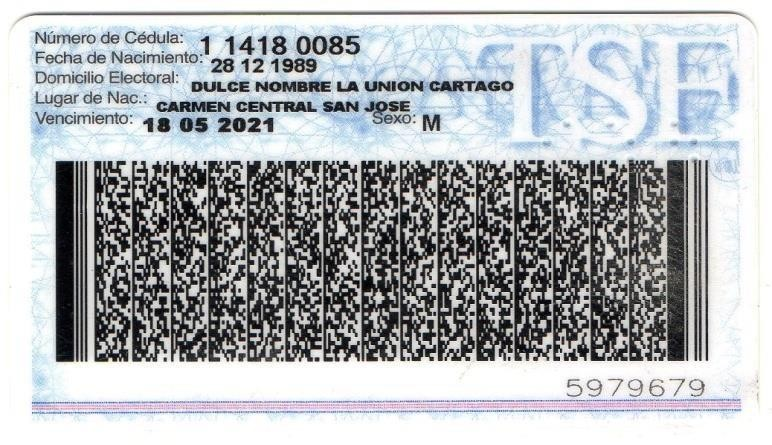 Número de Cédula: 1 1418 0085
Fecha de Nacimiento: 28 12 1989
Domicilio Electoral: DULCE NOMBRE LA UNION CARTAGO
Lugar de Nac.: CARMEN CENTRAL SAN JOSE
Vencimiento: 18 05 2021 Sexo: M
TSE
5979679